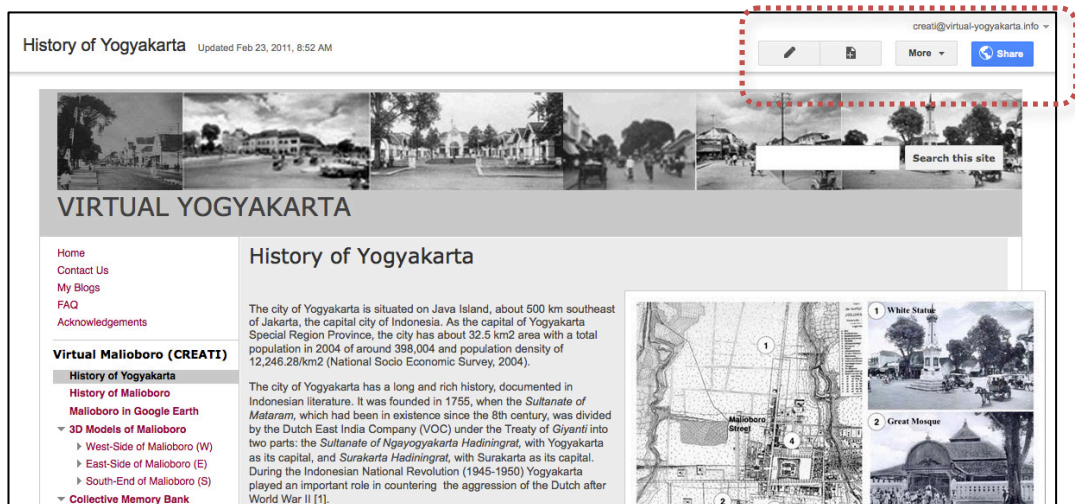 creati@virtual-yogyakarta.info
History of Yogyakarta Updated Feb 23, 2011, 8:52 AM
More
Share
Search this site
VIRTUAL YOGYAKARTA
Home
Contact Us
My Blogs
FAQ
Acknowledgements
Virtual Malioboro (CREATI)
History of Yogyakarta
History of Malioboro
Malioboro in Google Earth
3D Models of Malioboro
West-Side of Malioboro (W)
East-Side of Malioboro (E)
South-End of Malioboro (S)
Collective Memory Bank
History of Yogyakarta
The city of Yogyakarta is situated on Java Island, about 500 km southeast
of Jakarta, the capital city of Indonesia. As the capital of Yogyakarta
Special Region Province, the city has about 32.5 km2 area with a total
population in 2004 of around 398,004 and population density of
12,246.28/km2 (National Socio Economic Survey, 2004).
The city of Yogyakarta has a long and rich history, documented in
Indonesian literature. It was founded in 1755, when the Sultanate of
Mataram, which had been in existence since the 8th century, was divided
by the Dutch East India Company (VOC) under the Treaty of Giyanti into
two parts: the Sultanate of Ngayogyakarta Hadiningrat, with Yogyakarta
as its capital, and Surakarta Hadiningrat, with Surakarta as its capital.
During the Indonesian National Revolution (1945-1950) Yogyakarta
played an important role in countering the aggression of the Dutch after
World War II [1].
1
Malioboro
Street
4
2
1 White Statue
2 Great Mosque